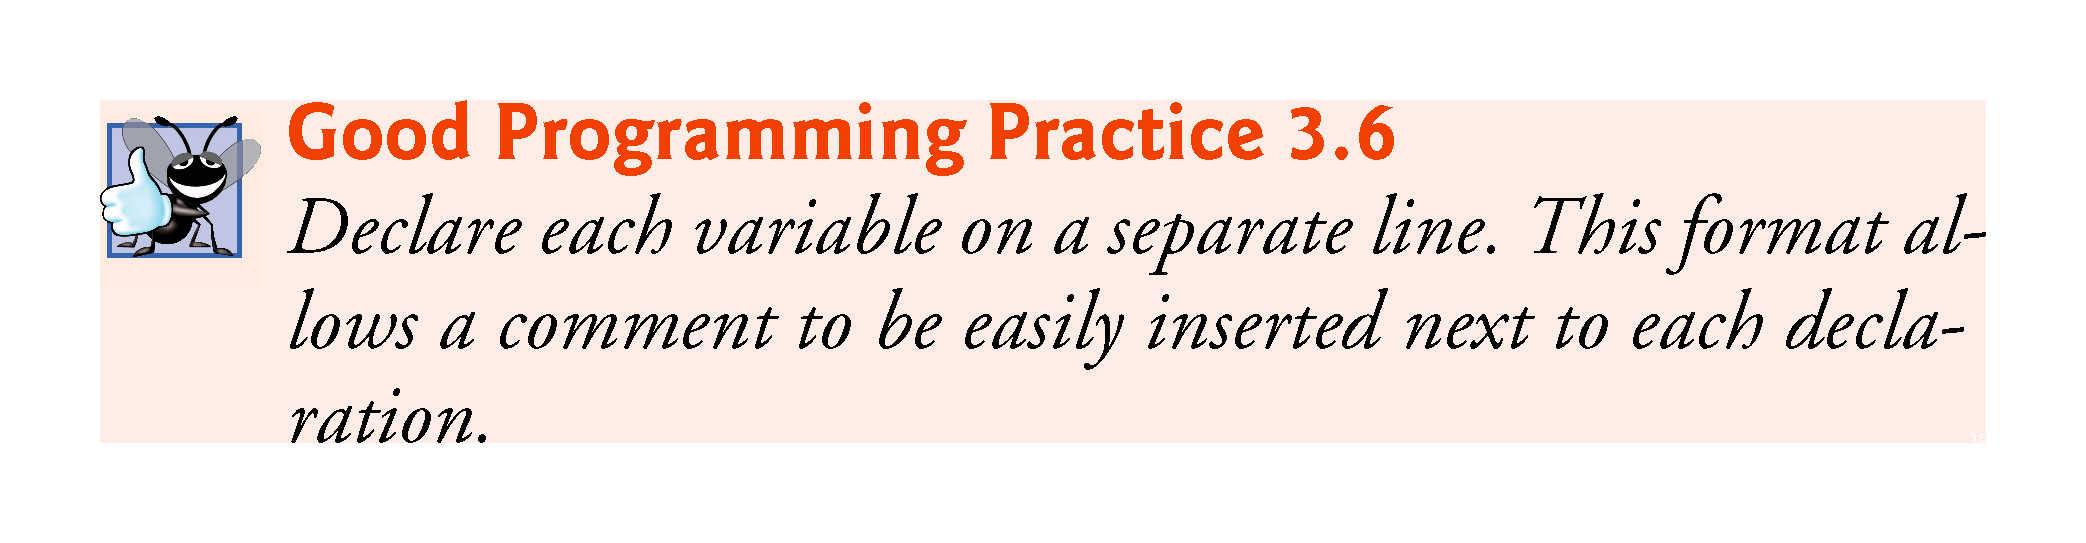 Good Programming Practice 3.6
Declare each variable on a separate line. This format al-
lows a comment to be easily inserted next to each decla-
ration.